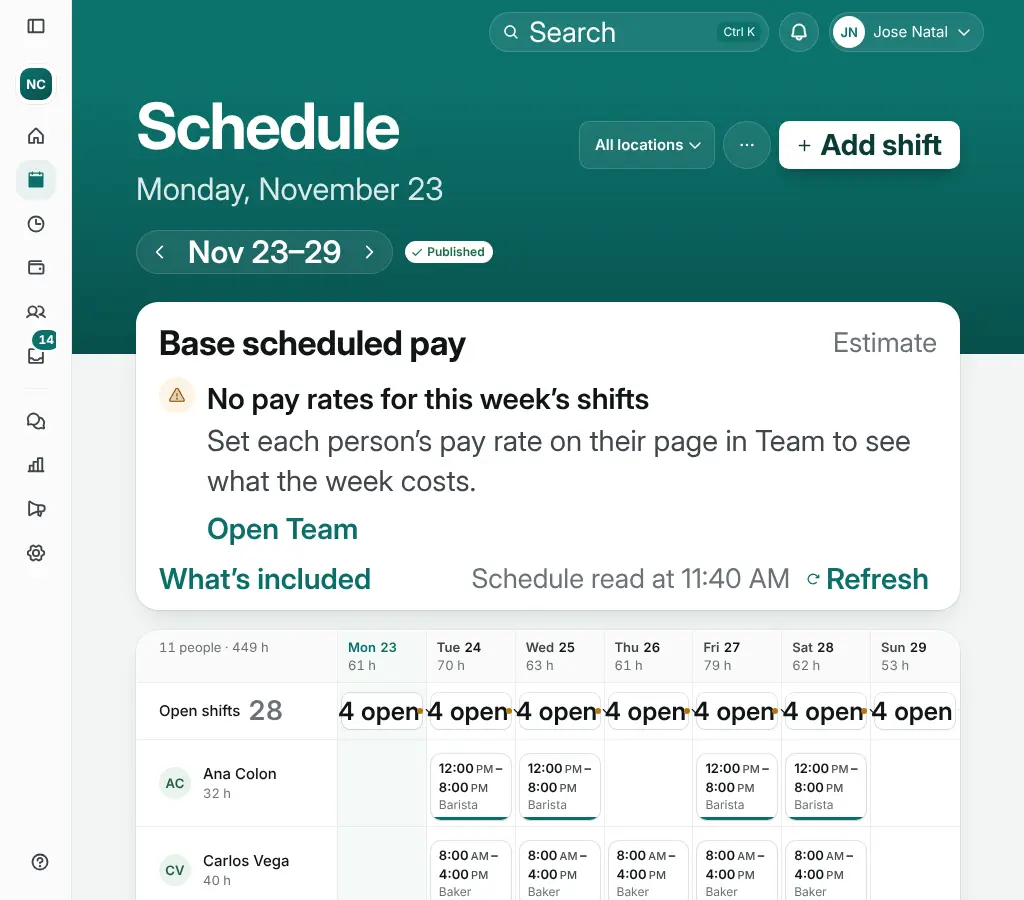 Search Ctrl K JN Jose Natal
NC
Schedule
All locations ... + Add shift
Monday, November 23
Nov 23–29 Published
Base scheduled pay Estimate
14
No pay rates for this week’s shifts
Set each person’s pay rate on their page in Team to see
what the week costs.
Open Team
What’s included Schedule read at 11:40 AM Refresh
11 people · 449 h Mon 23 Tue 24 Wed 25 Thu 26 Fri 27 Sat 28 Sun 29
61 h 70 h 63 h 61 h 79 h 62 h 53 h
Open shifts 28 4 open 4 open 4 open 4 open 4 open 4 open 4 open
AC Ana Colon 12:00 PM – 12:00 PM – 12:00 PM – 12:00 PM –
32 h 8:00 PM 8:00 PM 8:00 PM 8:00 PM
Barista Barista Barista Barista
CV Carlos Vega 8:00 AM – 8:00 AM – 8:00 AM – 8:00 AM – 8:00 AM –
40 h 4:00 PM 4:00 PM 4:00 PM 4:00 PM 4:00 PM
Baker Baker Baker Baker Baker